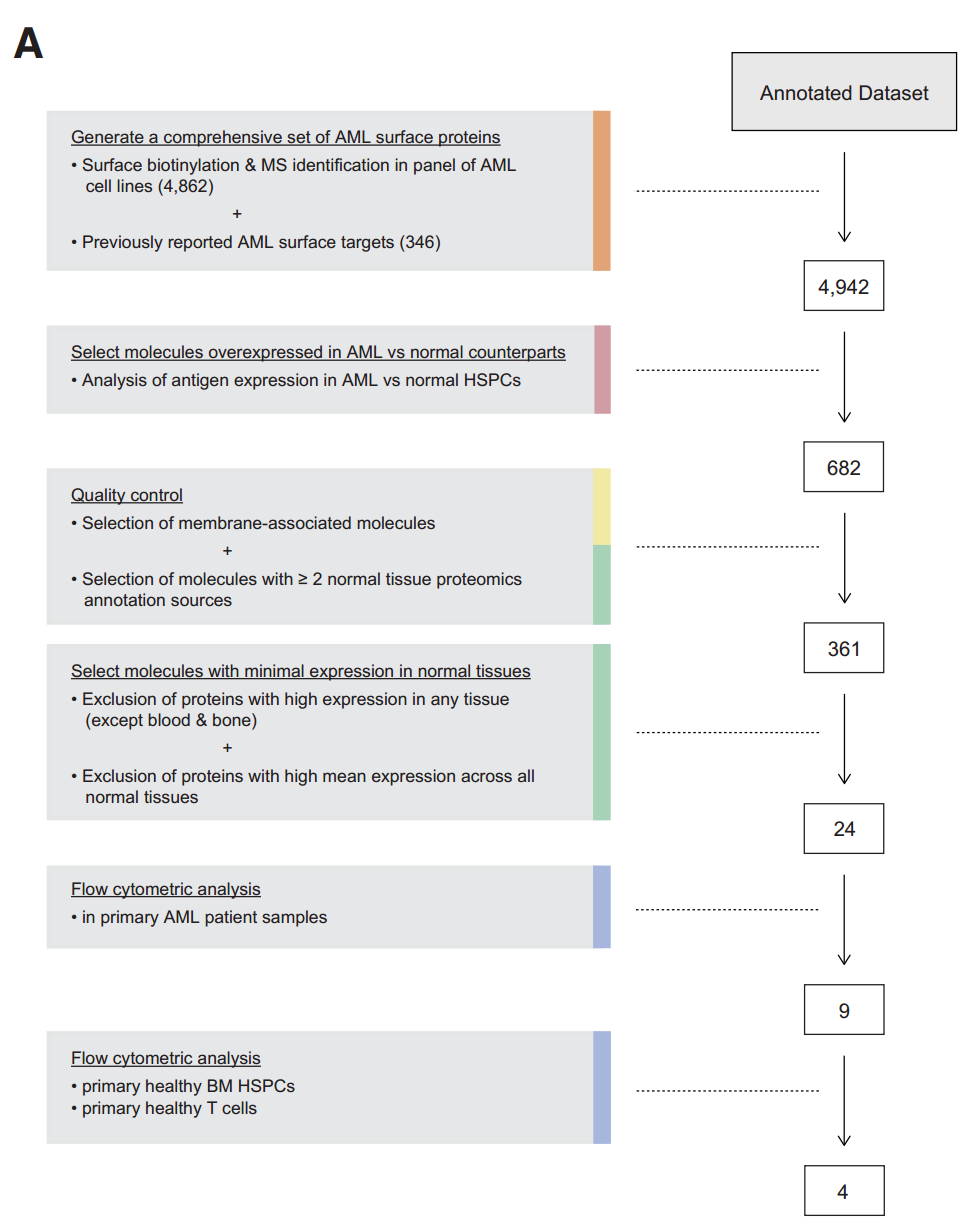 A
Annotated Dataset
Generate a comprehensive set of AML surface proteins
• Surface biotinylation & MS identification in panel of AML
cell lines (4,862)
+
• Previously reported AML surface targets (346)
4,942
Select molecules overexpressed in AML vs normal counterparts
• Analysis of antigen expression in AML vs normal HSPCs
682
Quality control
• Selection of membrane-associated molecules
+
• Selection of molecules with ≥ 2 normal tissue proteomics
annotation sources
361
Select molecules with minimal expression in normal tissues
• Exclusion of proteins with high expression in any tissue
(except blood & bone)
+
• Exclusion of proteins with high mean expression across all
normal tissues
24
Flow cytometric analysis
• in primary AML patient samples
9
Flow cytometric analysis
• primary healthy BM HSPCs
• primary healthy T cells
4